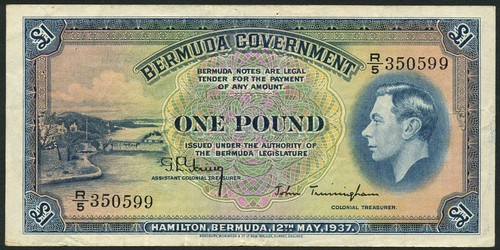 £1
£1
BERMUDA GOVERNMENT
R/5 350599
BERMUDA NOTES ARE LEGAL
TENDER FOR THE PAYMENT
OF ANY AMOUNT.
ONE POUND
ISSUED UNDER THE AUTHORITY OF
THE BERMUDA LEGISLATURE
ASSISTANT COLONIAL TREASURER.
John Trimingham
COLONIAL TREASURER.
R/5 350599
£1
£1
HAMILTON, BERMUDA, 12TH MAY, 1937.